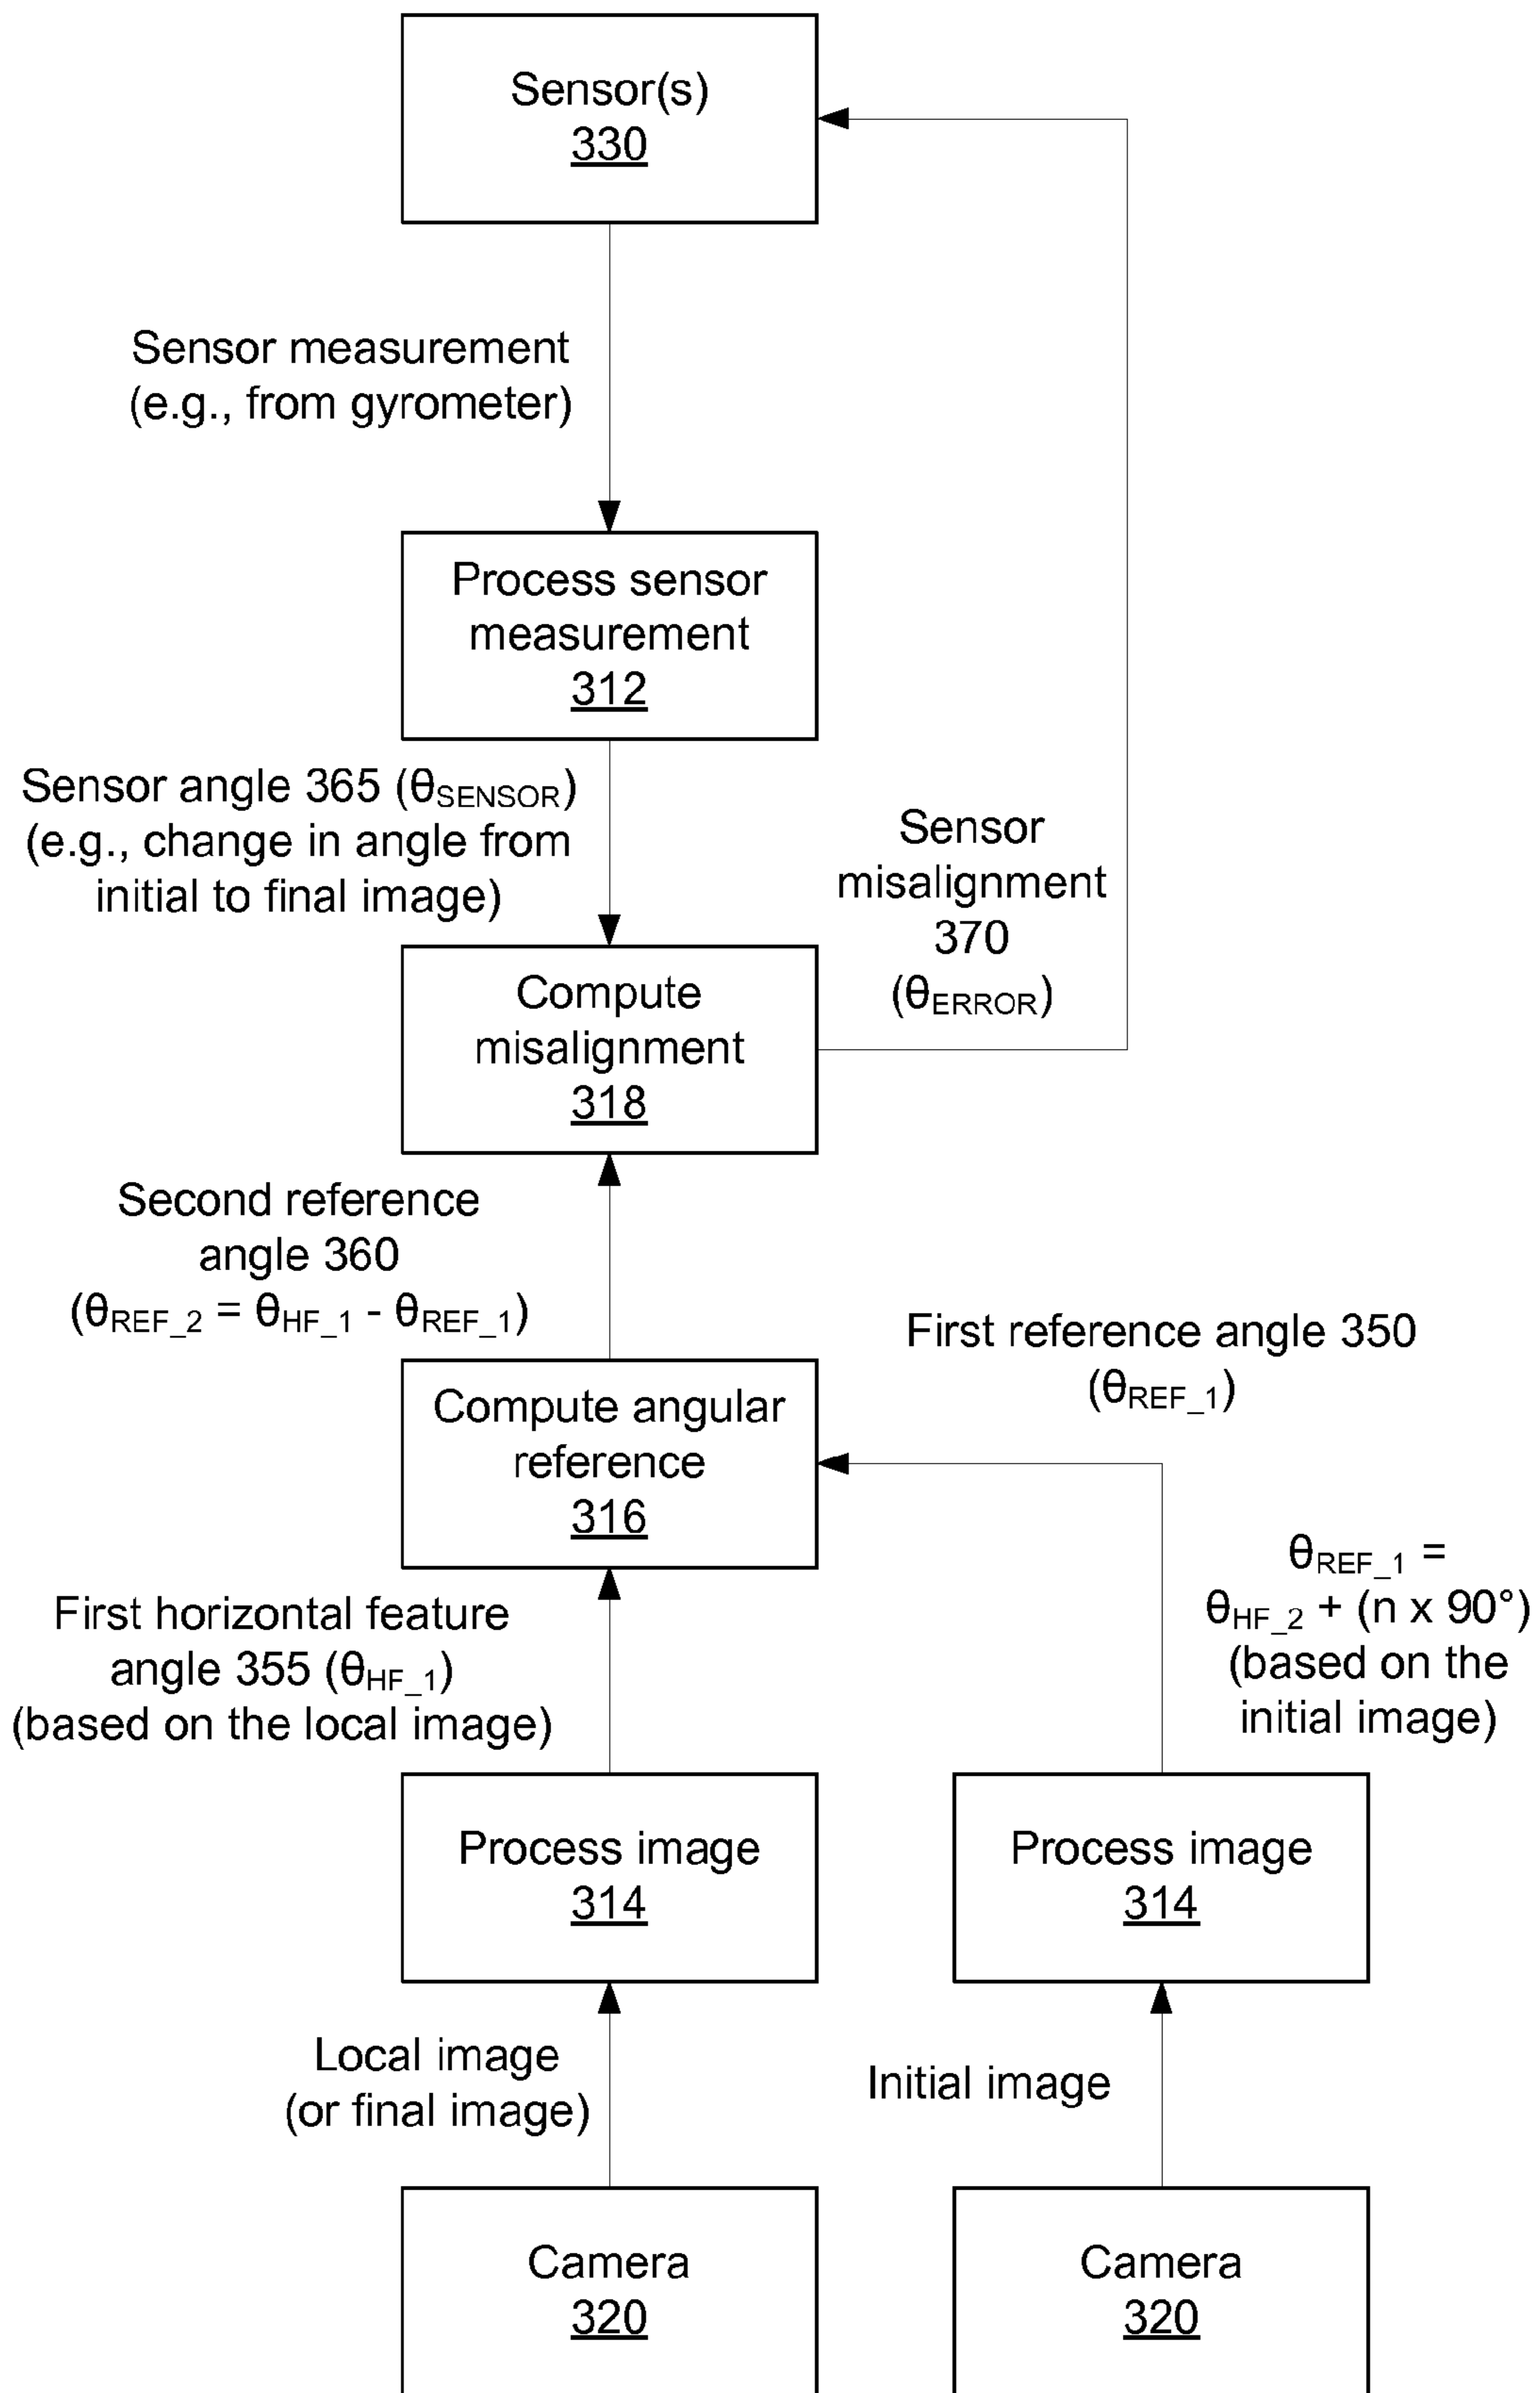 Sensor(s)
330
Sensor measurement
(e.g., from gyrometer)
Process sensor
measurement
312
Sensor angle 365 (θSENSOR)
(e.g., change in angle from
initial to final image)
Sensor
misalignment
370
(θERROR)
Compute
misalignment
318
Second reference
angle 360
(θREF_2 = θHF_1 - θREF_1)
First reference angle 350
(θREF_1)
Compute angular
reference
316
θREF_1 =
θHF_2 + (n x 90°)
(based on the
initial image)
First horizontal feature
angle 355 (θHF_1)
(based on the local image)
Process image
314
Process image
314
Local image
(or final image)
Initial image
Camera
320
Camera
320